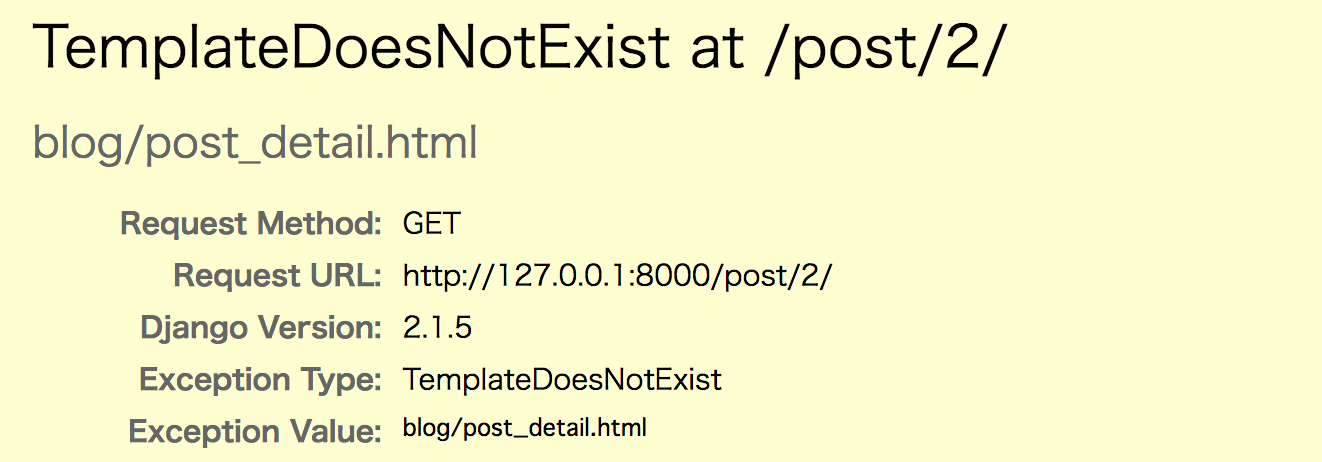 TemplateDoesNotExist at /post/2/
blog/post_detail.html
Request Method: GET
Request URL: http://127.0.0.1:8000/post/2/
Django Version: 2.1.5
Exception Type: TemplateDoesNotExist
Exception Value: blog/post_detail.html